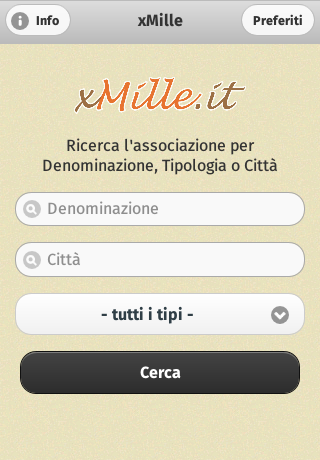 Info
xMille
Preferiti
xMille.it
Ricerca l'associazione per
Denominazione, Tipologia o Città
Denominazione
Città
- tutti i tipi -
Cerca